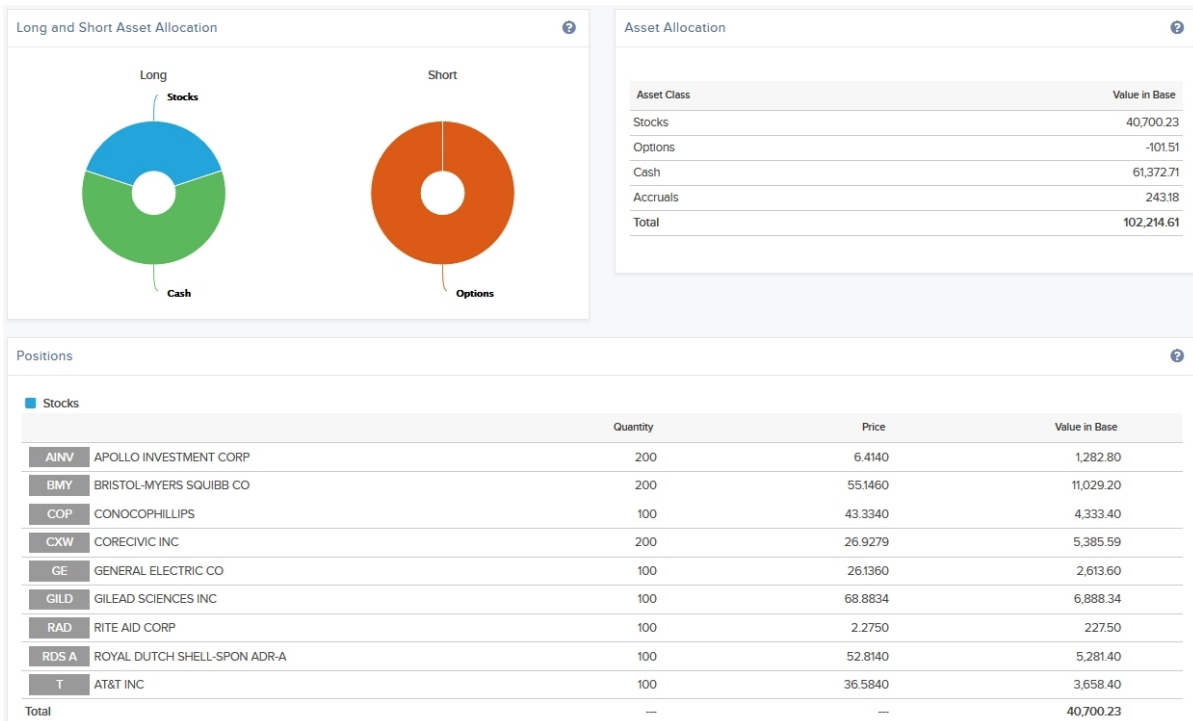 Long and Short Asset Allocation
Long
Short
Stocks
Cash
Options
Asset Allocation
Asset Class Value in Base
Stocks 40,700.23
Options -101.51
Cash 61,372.71
Accruals 243.18
Total 102,214.61
Positions
Stocks
Quantity Price Value in Base
AINV APOLLO INVESTMENT CORP 200 6.4140 1,282.80
BMY BRISTOL-MYERS SQUIBB CO 200 55.1460 11,029.20
COP CONOCOPHILLIPS 100 43.3340 4,333.40
CXW CORECIVIC INC 200 26.9279 5,385.59
GE GENERAL ELECTRIC CO 100 26.1360 2,613.60
GILD GILEAD SCIENCES INC 100 68.8834 6,888.34
RAD RITE AID CORP 100 2.2750 227.50
RDS A ROYAL DUTCH SHELL-SPON ADR-A 100 52.8140 5,281.40
T AT&T INC 100 36.5840 3,658.40
Total --- --- 40,700.23